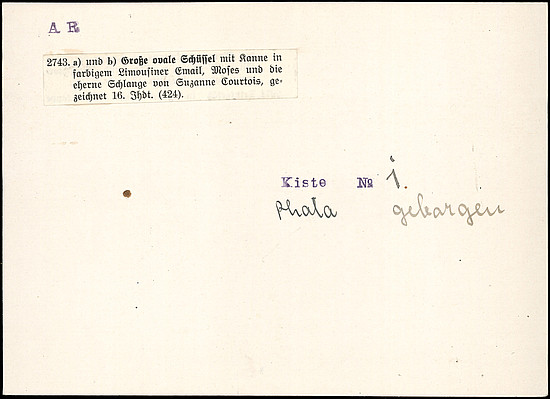 A R
2743. a) und b) Große ovale Schüssel mit Kanne in
farbigem Limousiner Email, Moses und die
eherne Schlange von Suzanne Courtois, ge-
zeichnet 16. Jhdt. (424).
Kiste № 1.
Photo geborgen